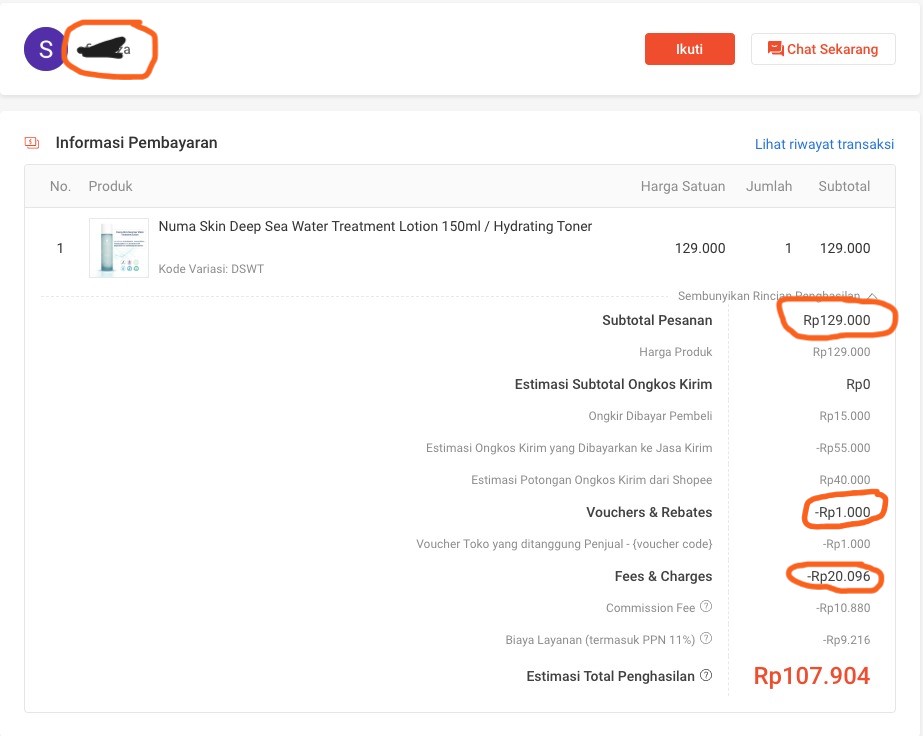 S
Ikuti
Chat Sekarang
Informasi Pembayaran
Lihat riwayat transaksi
No. Produk Harga Satuan Jumlah Subtotal
Numa Skin Deep Sea Water Treatment Lotion 150ml / Hydrating Toner
1 129.000 1 129.000
Kode Variasi: DSWT
Sembunyikan Rincian Penghasilan
Subtotal Pesanan Rp129.000
Harga Produk Rp129.000
Estimasi Subtotal Ongkos Kirim Rp0
Ongkir Dibayar Pembeli Rp15.000
Estimasi Ongkos Kirim yang Dibayarkan ke Jasa Kirim -Rp55.000
Estimasi Potongan Ongkos Kirim dari Shopee Rp40.000
Vouchers & Rebates -Rp1.000
Voucher Toko yang ditanggung Penjual - {voucher code} -Rp1.000
Fees & Charges -Rp20.096
Commission Fee ? -Rp10.880
Biaya Layanan (termasuk PPN 11%) ? -Rp9.216
Estimasi Total Penghasilan ? Rp107.904